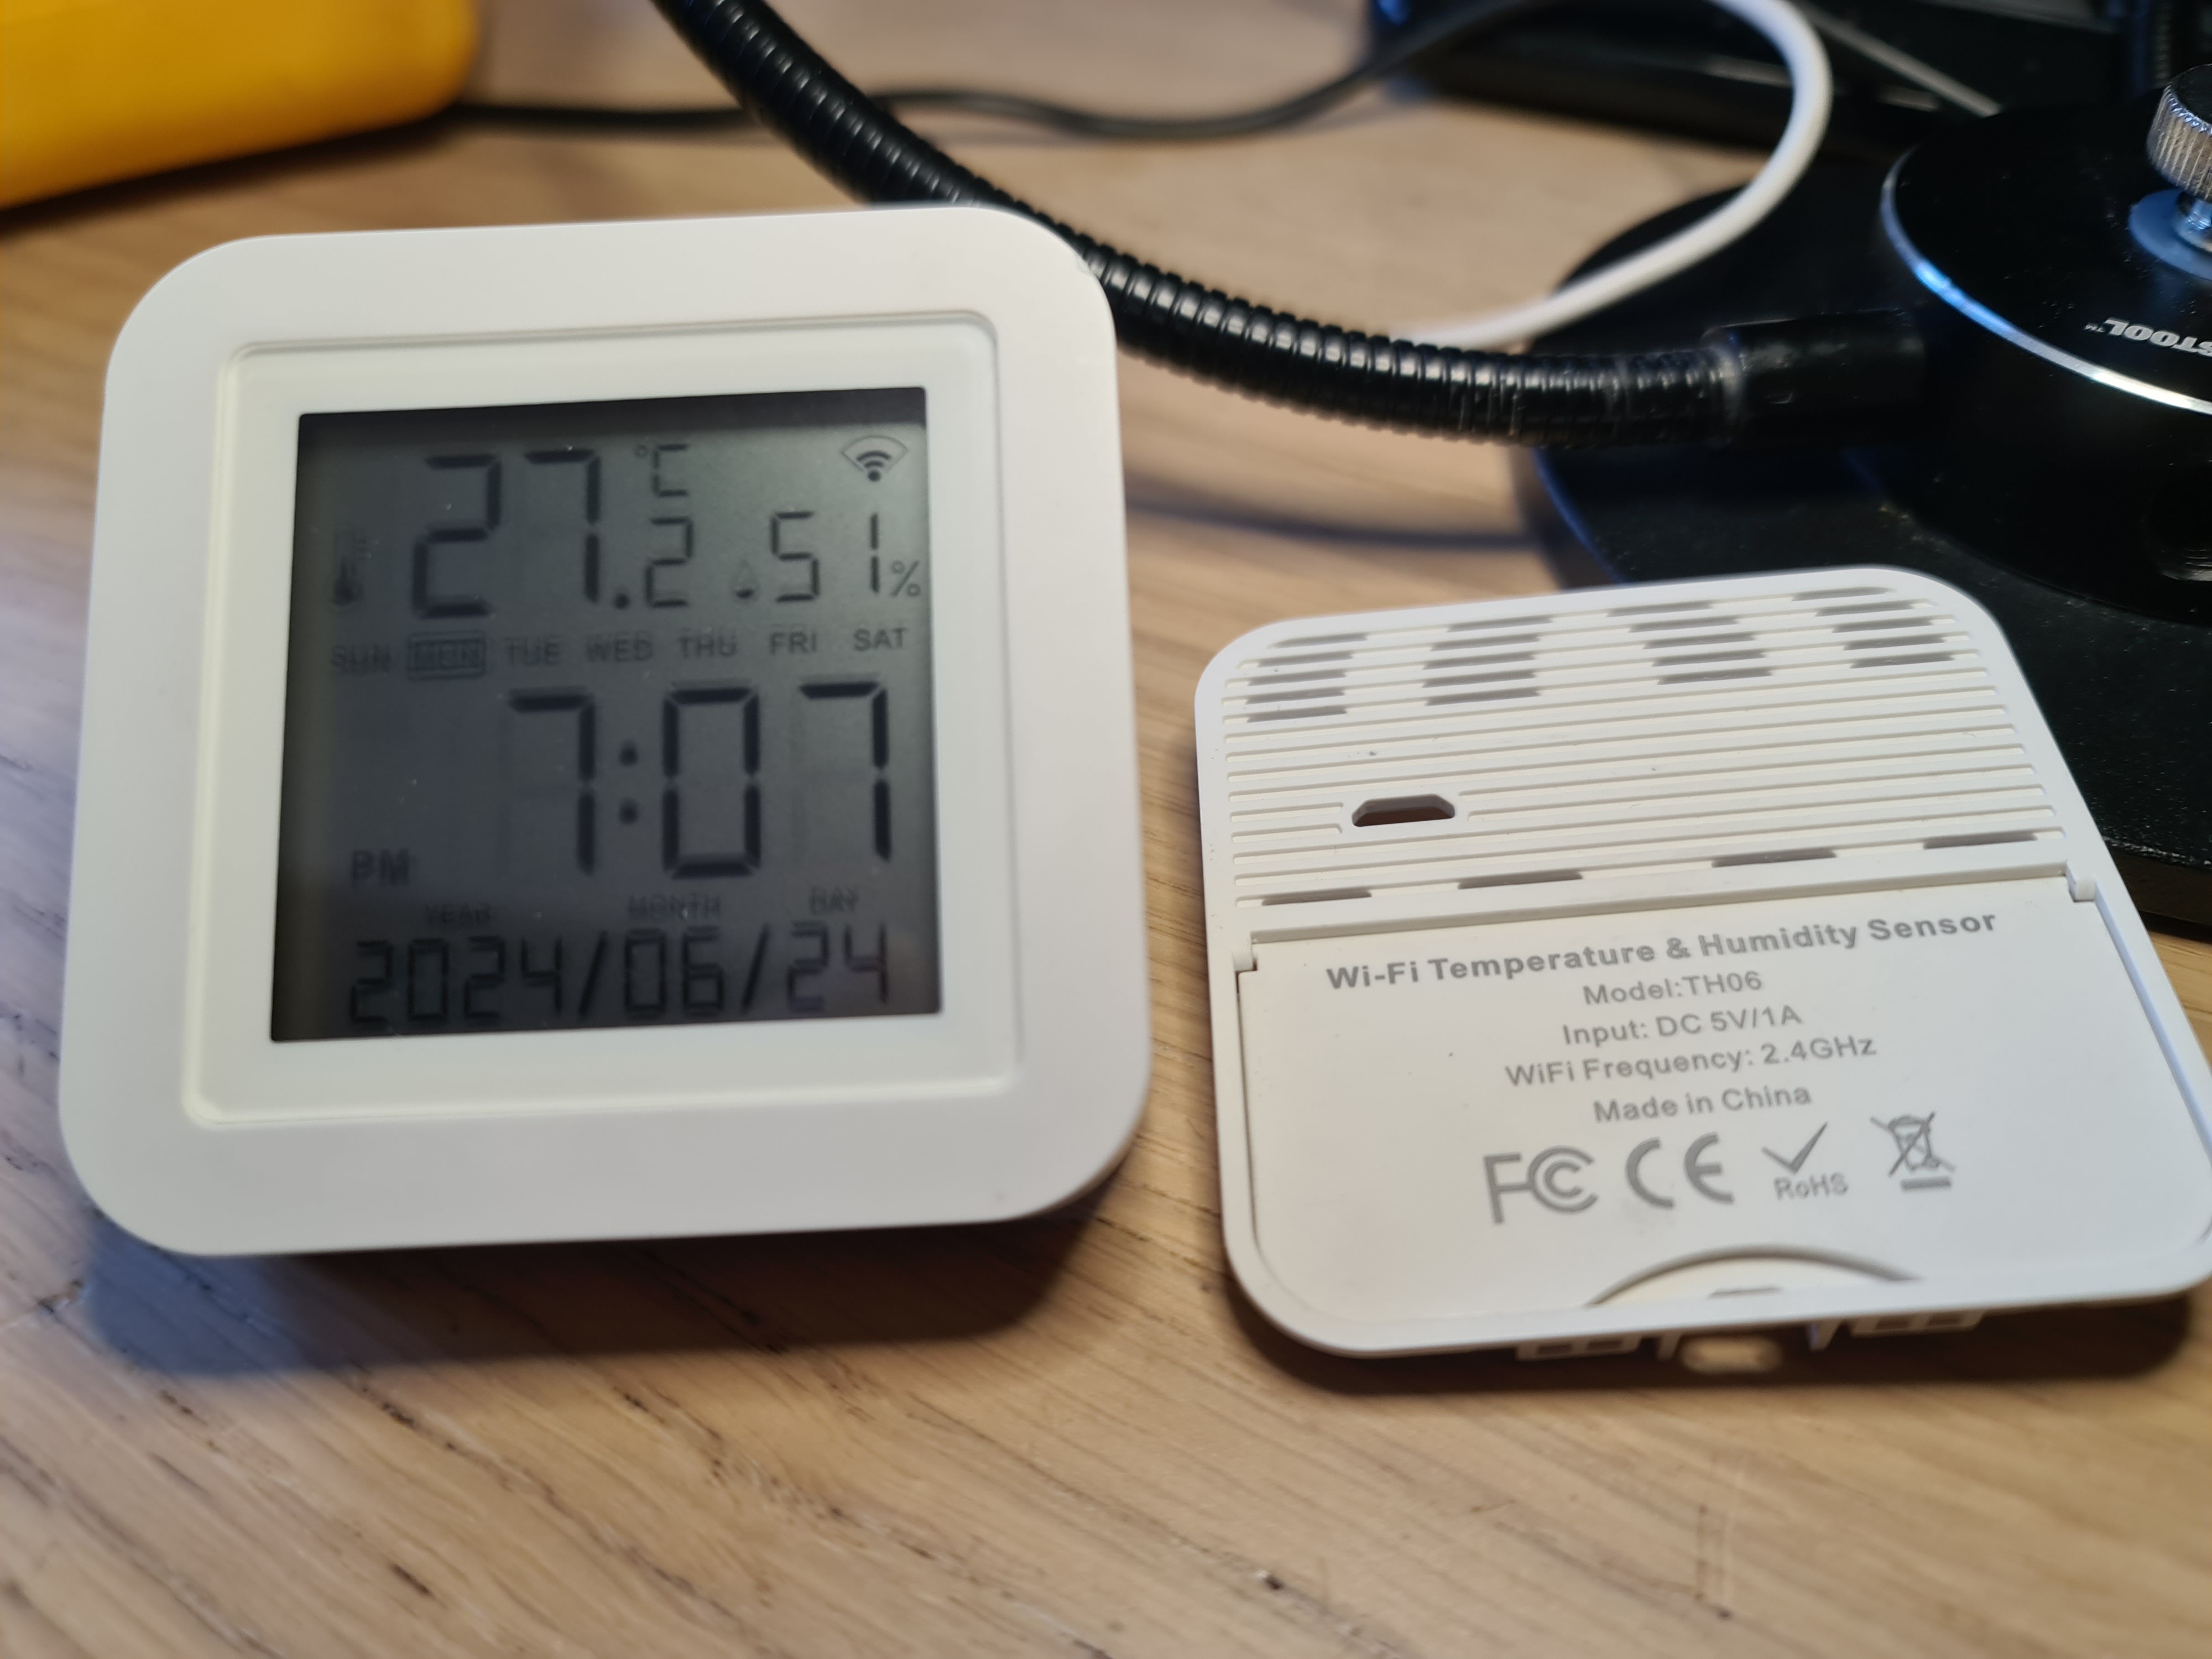 27.2 °C 51%
SUN MON TUE WED THU FRI SAT
7:07
PM
YEAR MONTH DAY
2024/06/24
Wi-Fi Temperature & Humidity Sensor
Model:TH06
Input: DC 5V/1A
WiFi Frequency: 2.4GHz
Made in China
FC CE RoHS
STOOL™